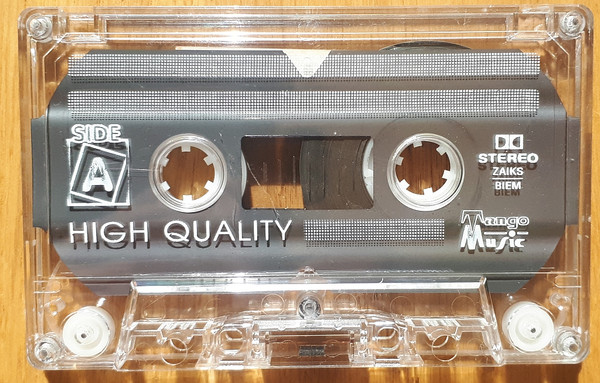 SIDE
A
HIGH QUALITY
STEREO
ZAIKS
BIEM
Tango
Music